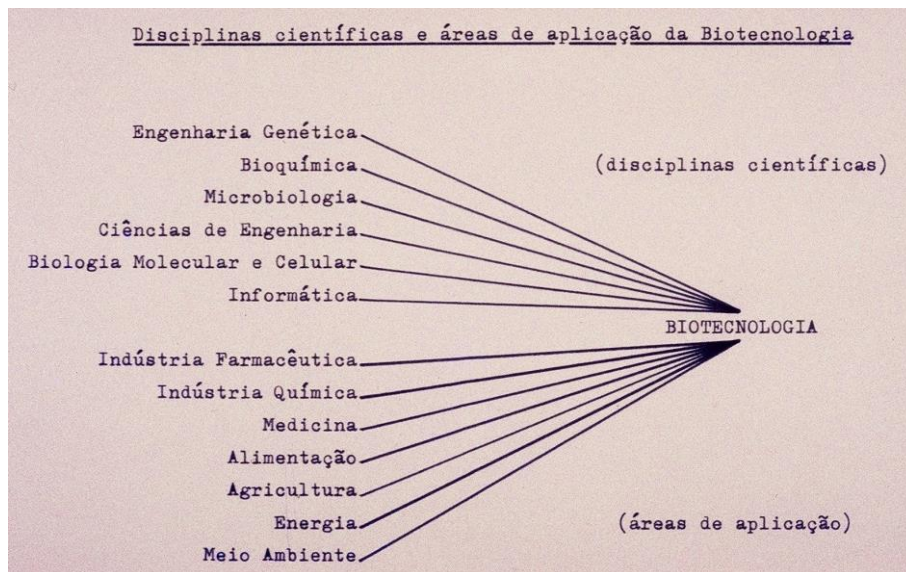 Disciplinas científicas e áreas de aplicação da Biotecnologia
Engenharia Genética
Bioquímica
(disciplinas científicas)
Microbiologia
Ciências de Engenharia
Biologia Molecular e Celular
Informática
BIOTECNOLOGIA
Indústria Farmacêutica
Indústria Química
Medicina
Alimentação
Agricultura
Energia
(áreas de aplicação)
Meio Ambiente